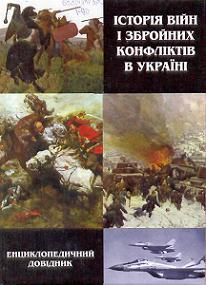 ІСТОРІЯ ВІЙН
І ЗБРОЙНИХ
КОНФЛІКТІВ
В УКРАЇНІ
ЕНЦИКЛОПЕДИЧНИЙ
ДОВІДНИК